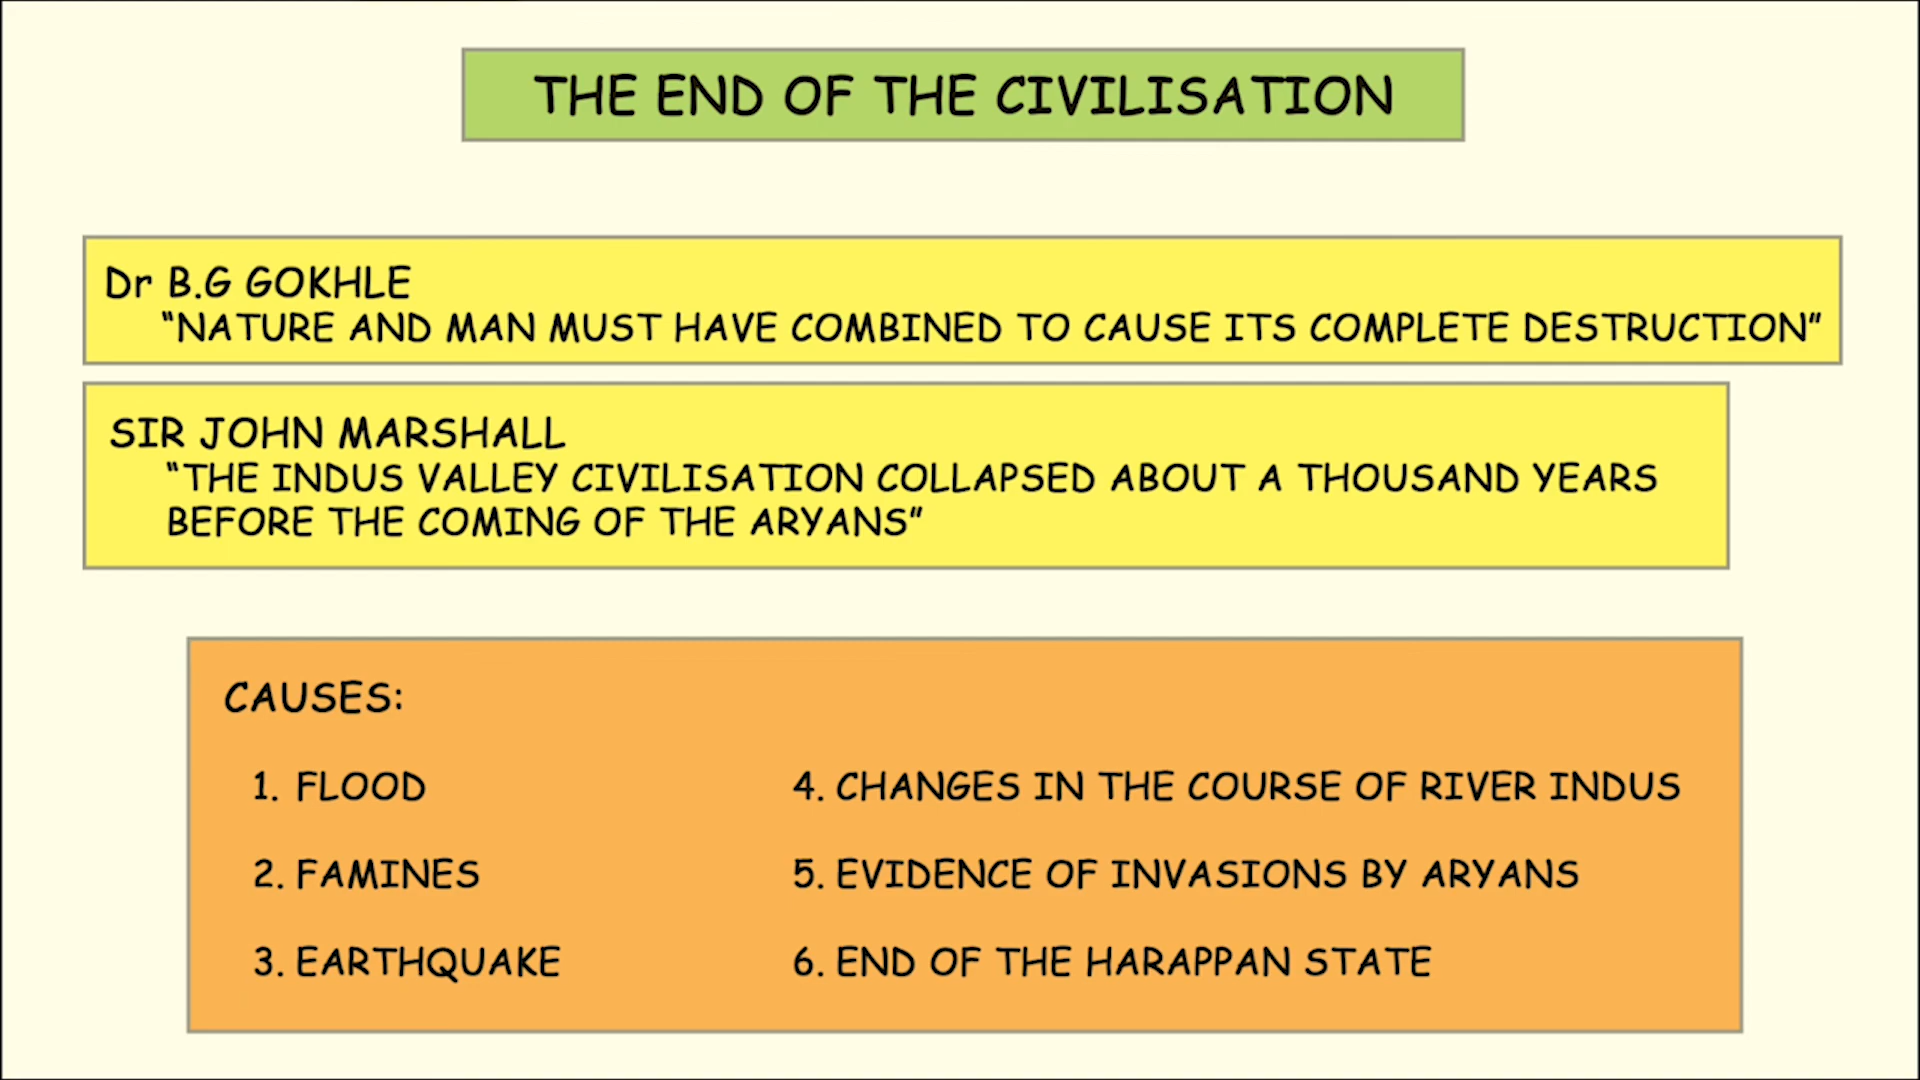 THE END OF THE CIVILISATION
Dr B.G GOKHLE
“NATURE AND MAN MUST HAVE COMBINED TO CAUSE ITS COMPLETE DESTRUCTION”
SIR JOHN MARSHALL
“THE INDUS VALLEY CIVILISATION COLLAPSED ABOUT A THOUSAND YEARS
BEFORE THE COMING OF THE ARYANS”
CAUSES:
1. FLOOD
2. FAMINES
3. EARTHQUAKE
4. CHANGES IN THE COURSE OF RIVER INDUS
5. EVIDENCE OF INVASIONS BY ARYANS
6. END OF THE HARAPPAN STATE